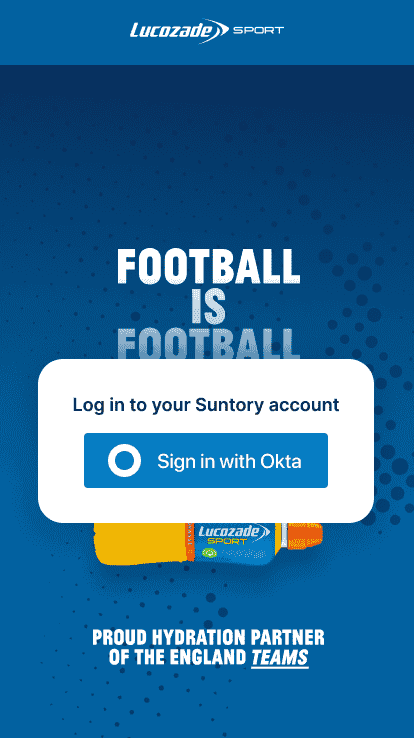 Lucozade SPORT
FOOTBALL
IS
FOOTBALL
Log in to your Suntory account
Sign in with Okta
Lucozade
SPORT
PROUD HYDRATION PARTNER
OF THE ENGLAND TEAMS